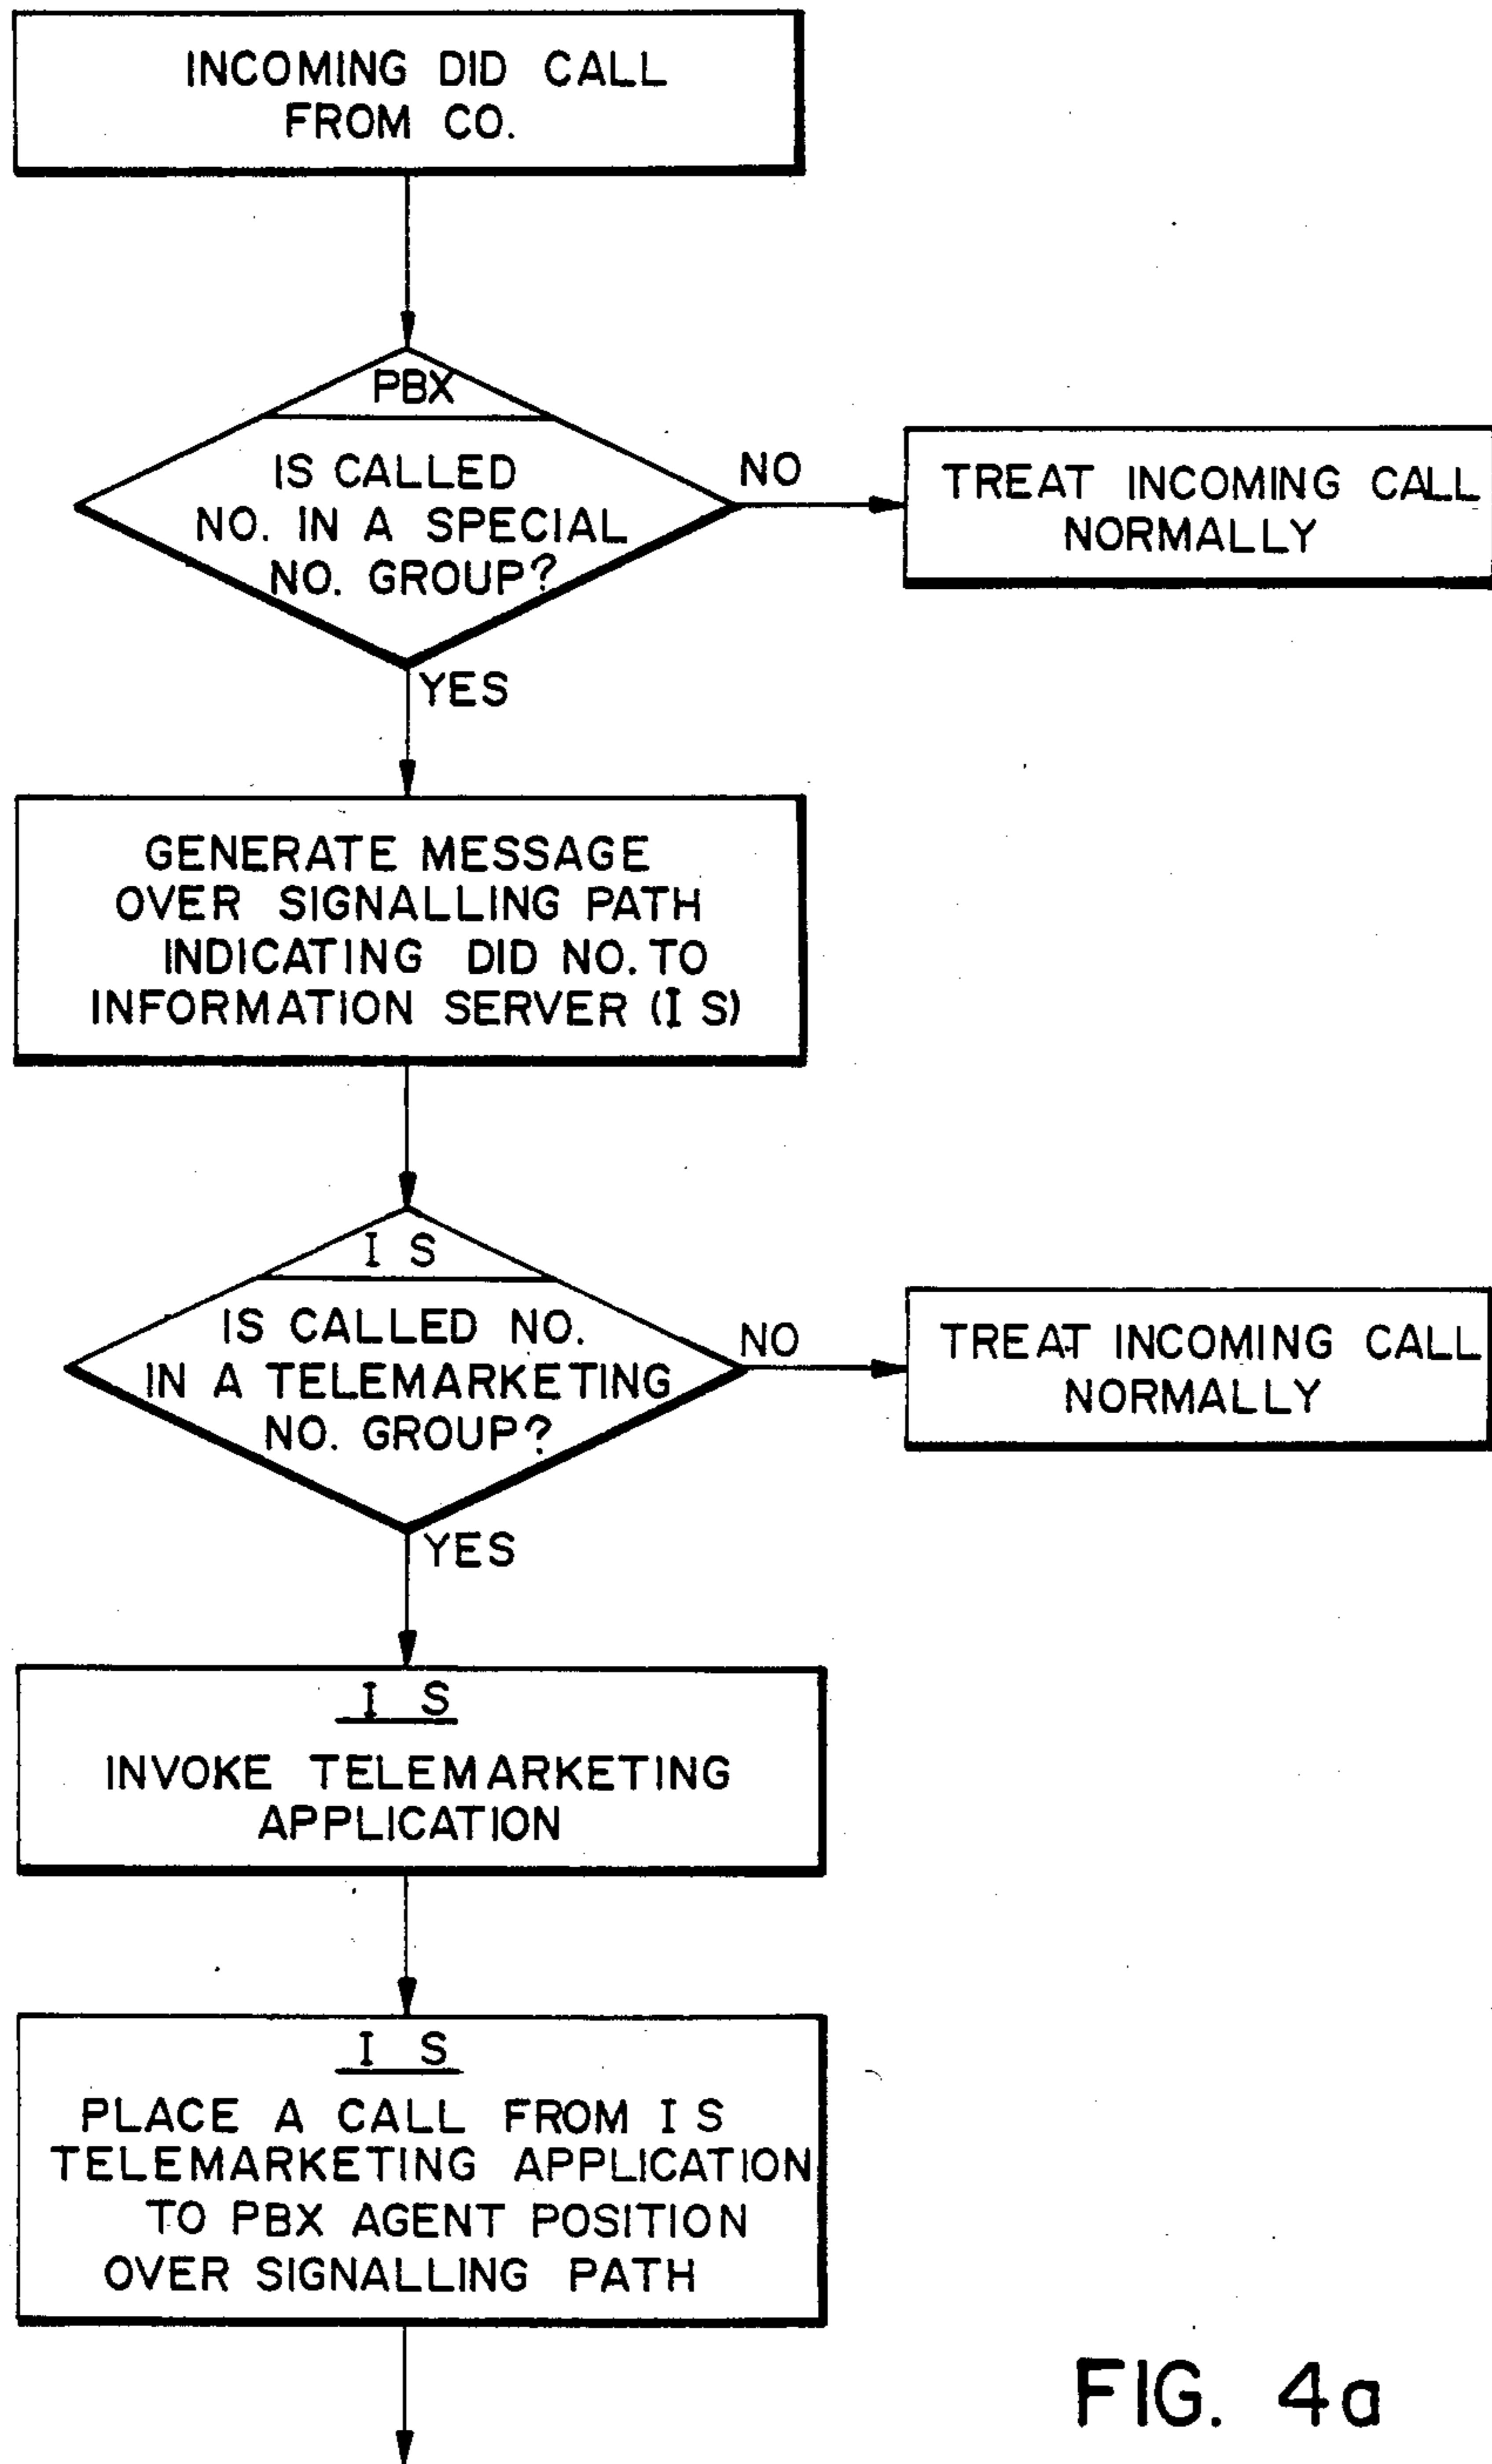 INCOMING DID CALL
FROM CO.
PBX
IS CALLED
NO. IN A SPECIAL
NO. GROUP?
NO
TREAT INCOMING CALL
NORMALLY
YES
GENERATE MESSAGE
OVER SIGNALLING PATH
INDICATING DID NO. TO
INFORMATION SERVER (I S)
I S
IS CALLED NO.
IN A TELEMARKETING
NO. GROUP?
NO
TREAT INCOMING CALL
NORMALLY
YES
I S
INVOKE TELEMARKETING
APPLICATION
I S
PLACE A CALL FROM I S
TELEMARKETING APPLICATION
TO PBX AGENT POSITION
OVER SIGNALLING PATH
FIG. 4a